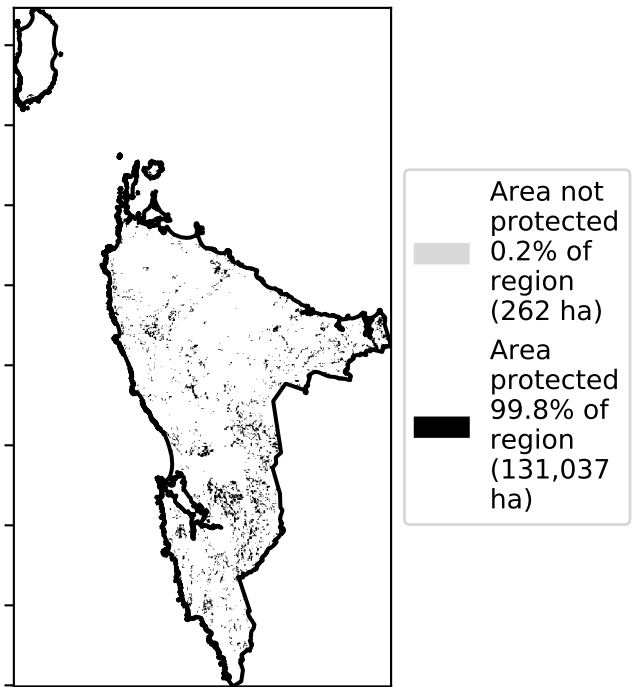 Area not
protected
0.2% of
region
(262 ha)
Area
protected
99.8% of
region
(131,037
ha)